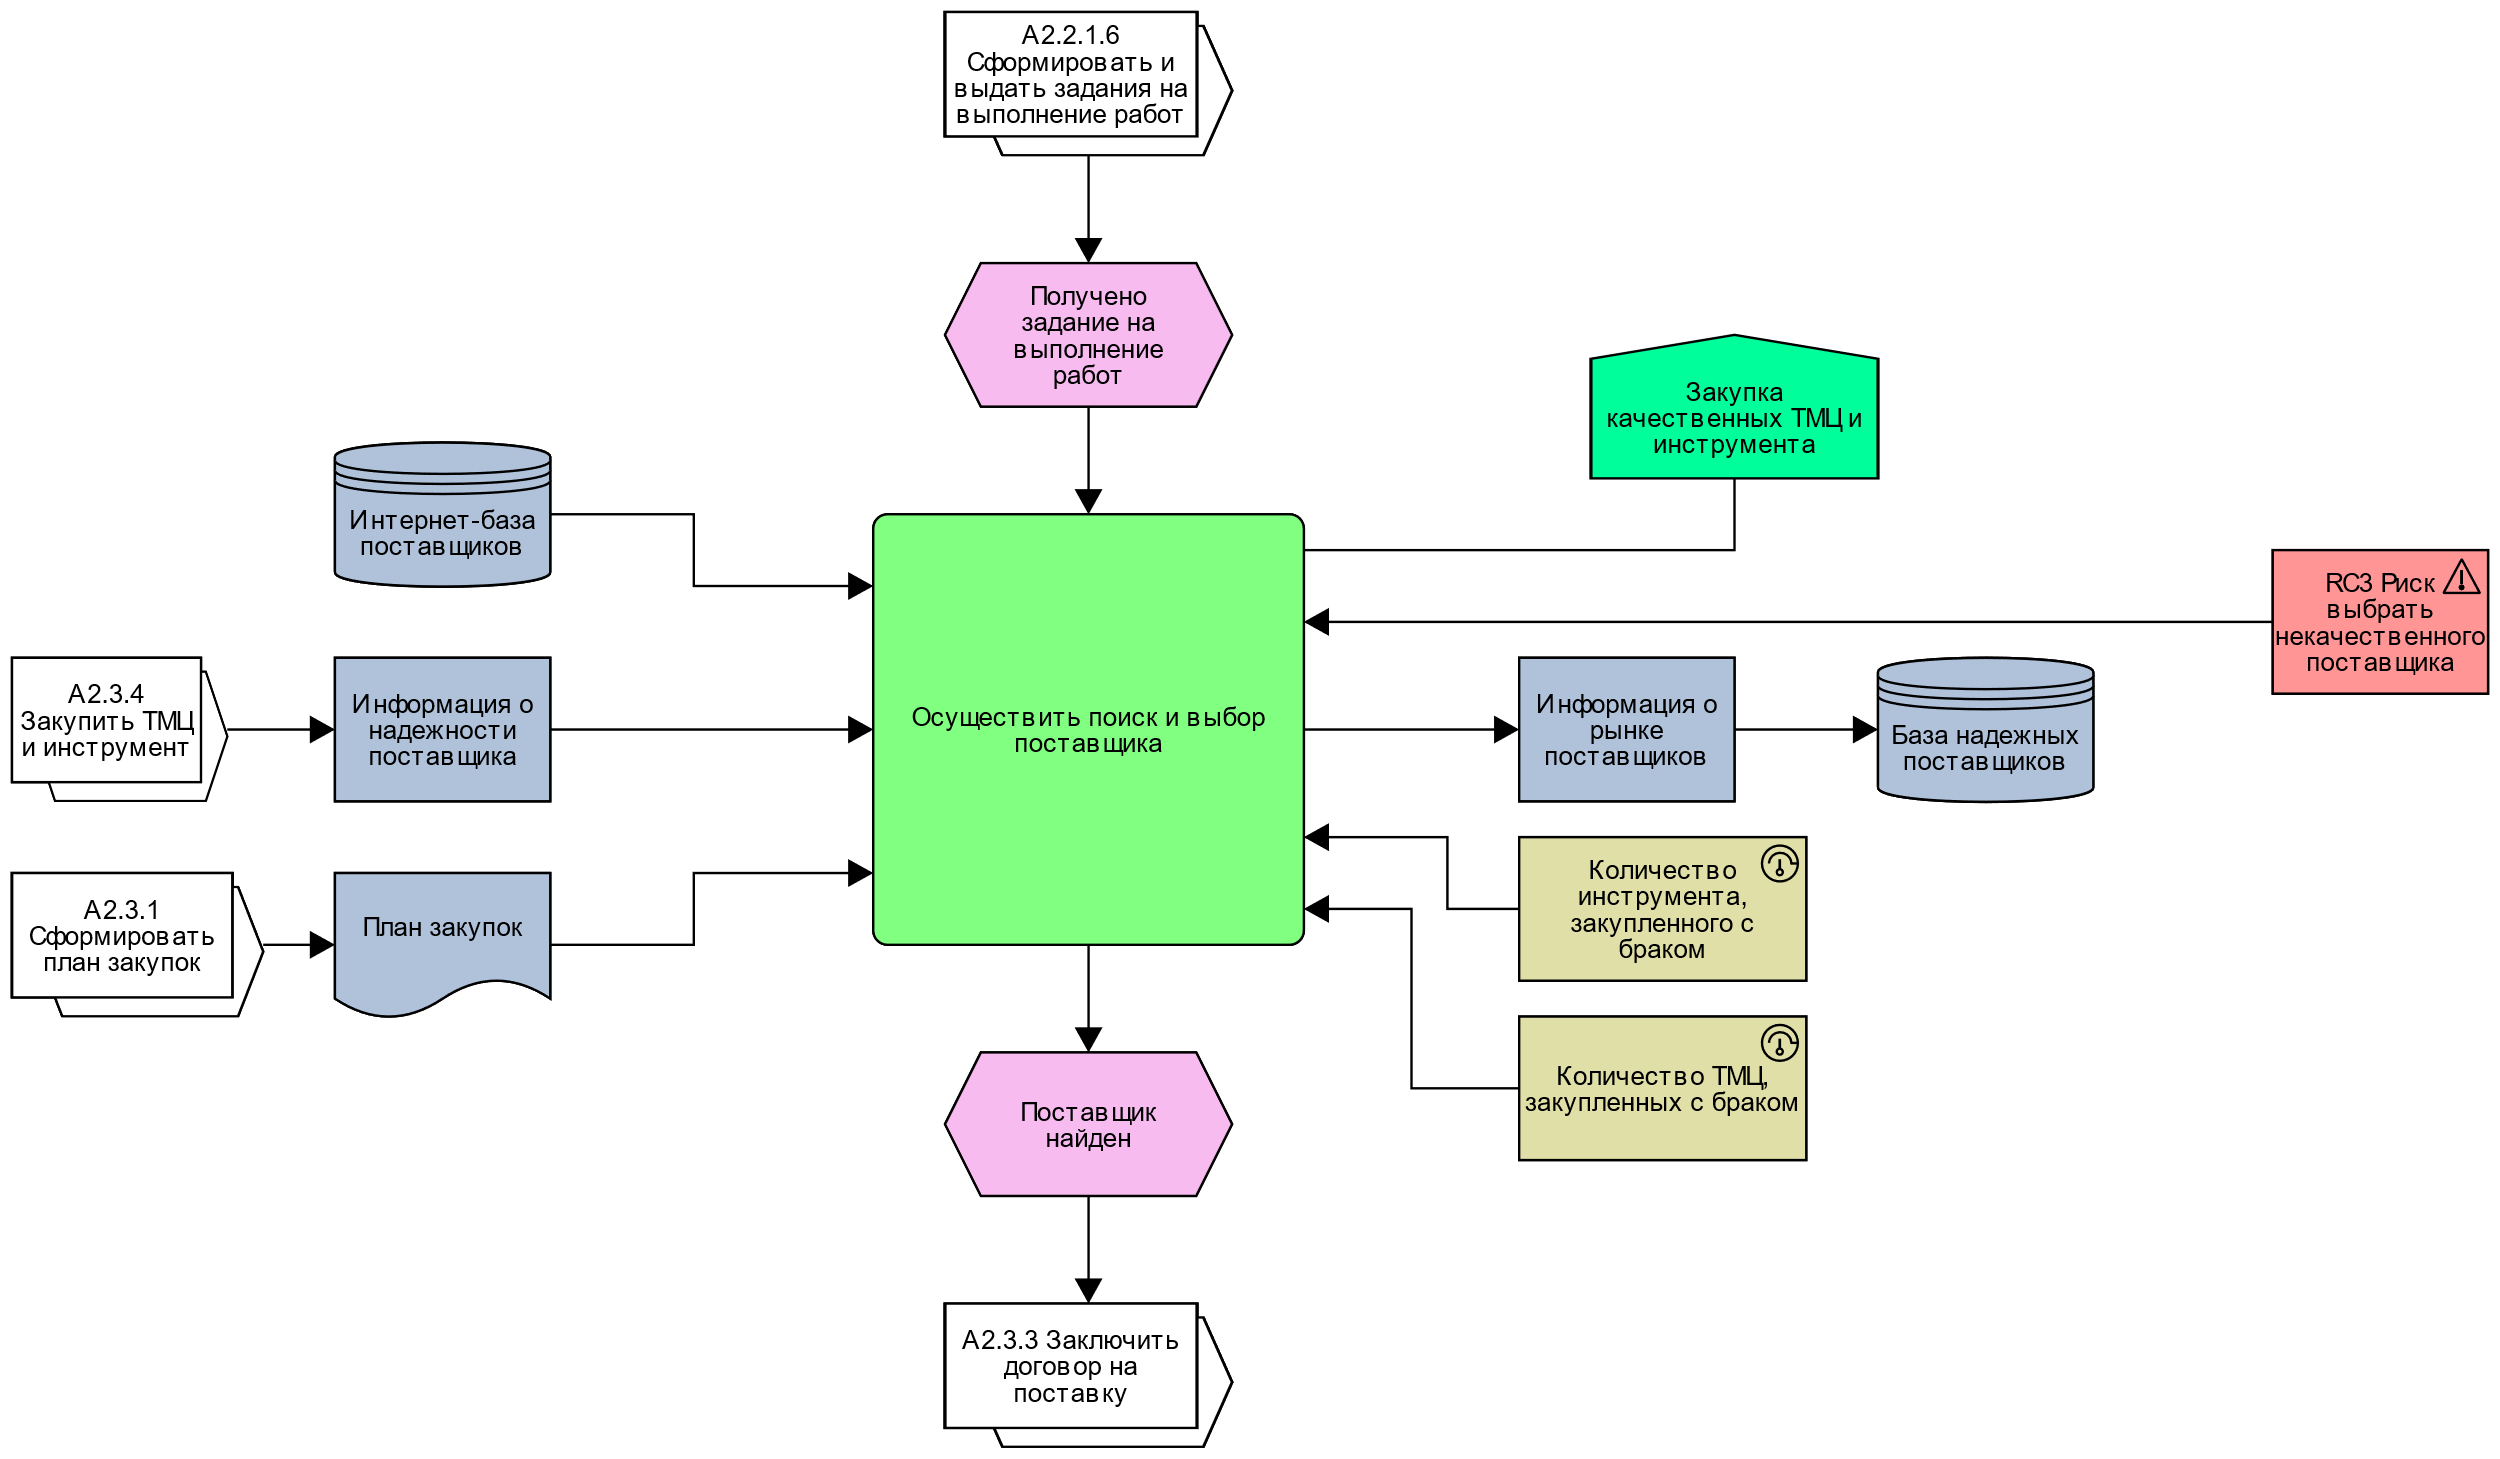 A2.2.1.6
Сформировать и
выдать задания на
выполнение работ
Получено
задание на
выполнение
работ
Закупка
качественных ТМЦ и
инструмента
Интернет-база
поставщиков
RC3 Риск
выбрать
некачественного
поставщика
A2.3.4
Закупить ТМЦ
и инструмент
Информация о
надежности
поставщика
Осуществить поиск и выбор
поставщика
Информация о
рынке
поставщиков
База надежных
поставщиков
A2.3.1
Сформировать
план закупок
План закупок
Количество
инструмента,
закупленного с
браком
Количество ТМЦ,
закупленных с браком
Поставщик
найден
A2.3.3 Заключить
договор на
поставку